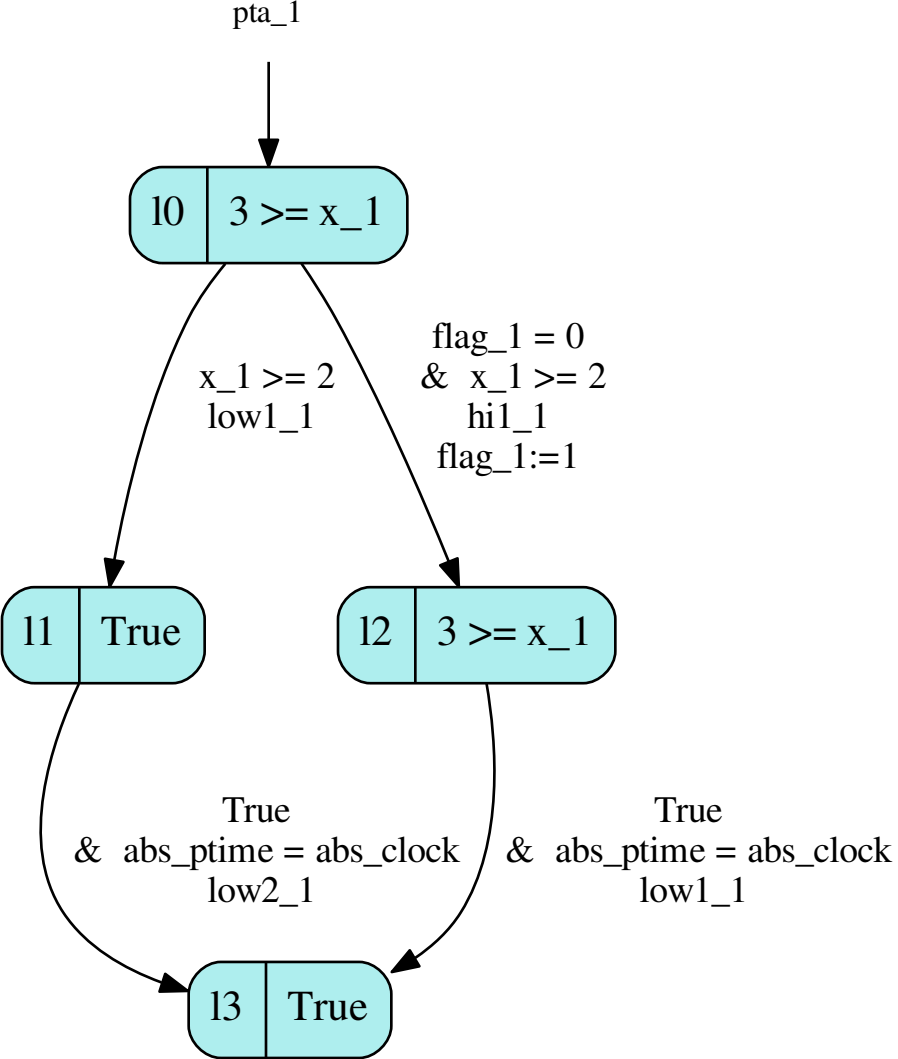 pta_1
l0 3 >= x_1
x_1 >= 2
low1_1
flag_1 = 0
& x_1 >= 2
hi1_1
flag_1:=1
l1 True
l2 3 >= x_1
True
& abs_ptime = abs_clock
low2_1
True
& abs_ptime = abs_clock
low1_1
l3 True